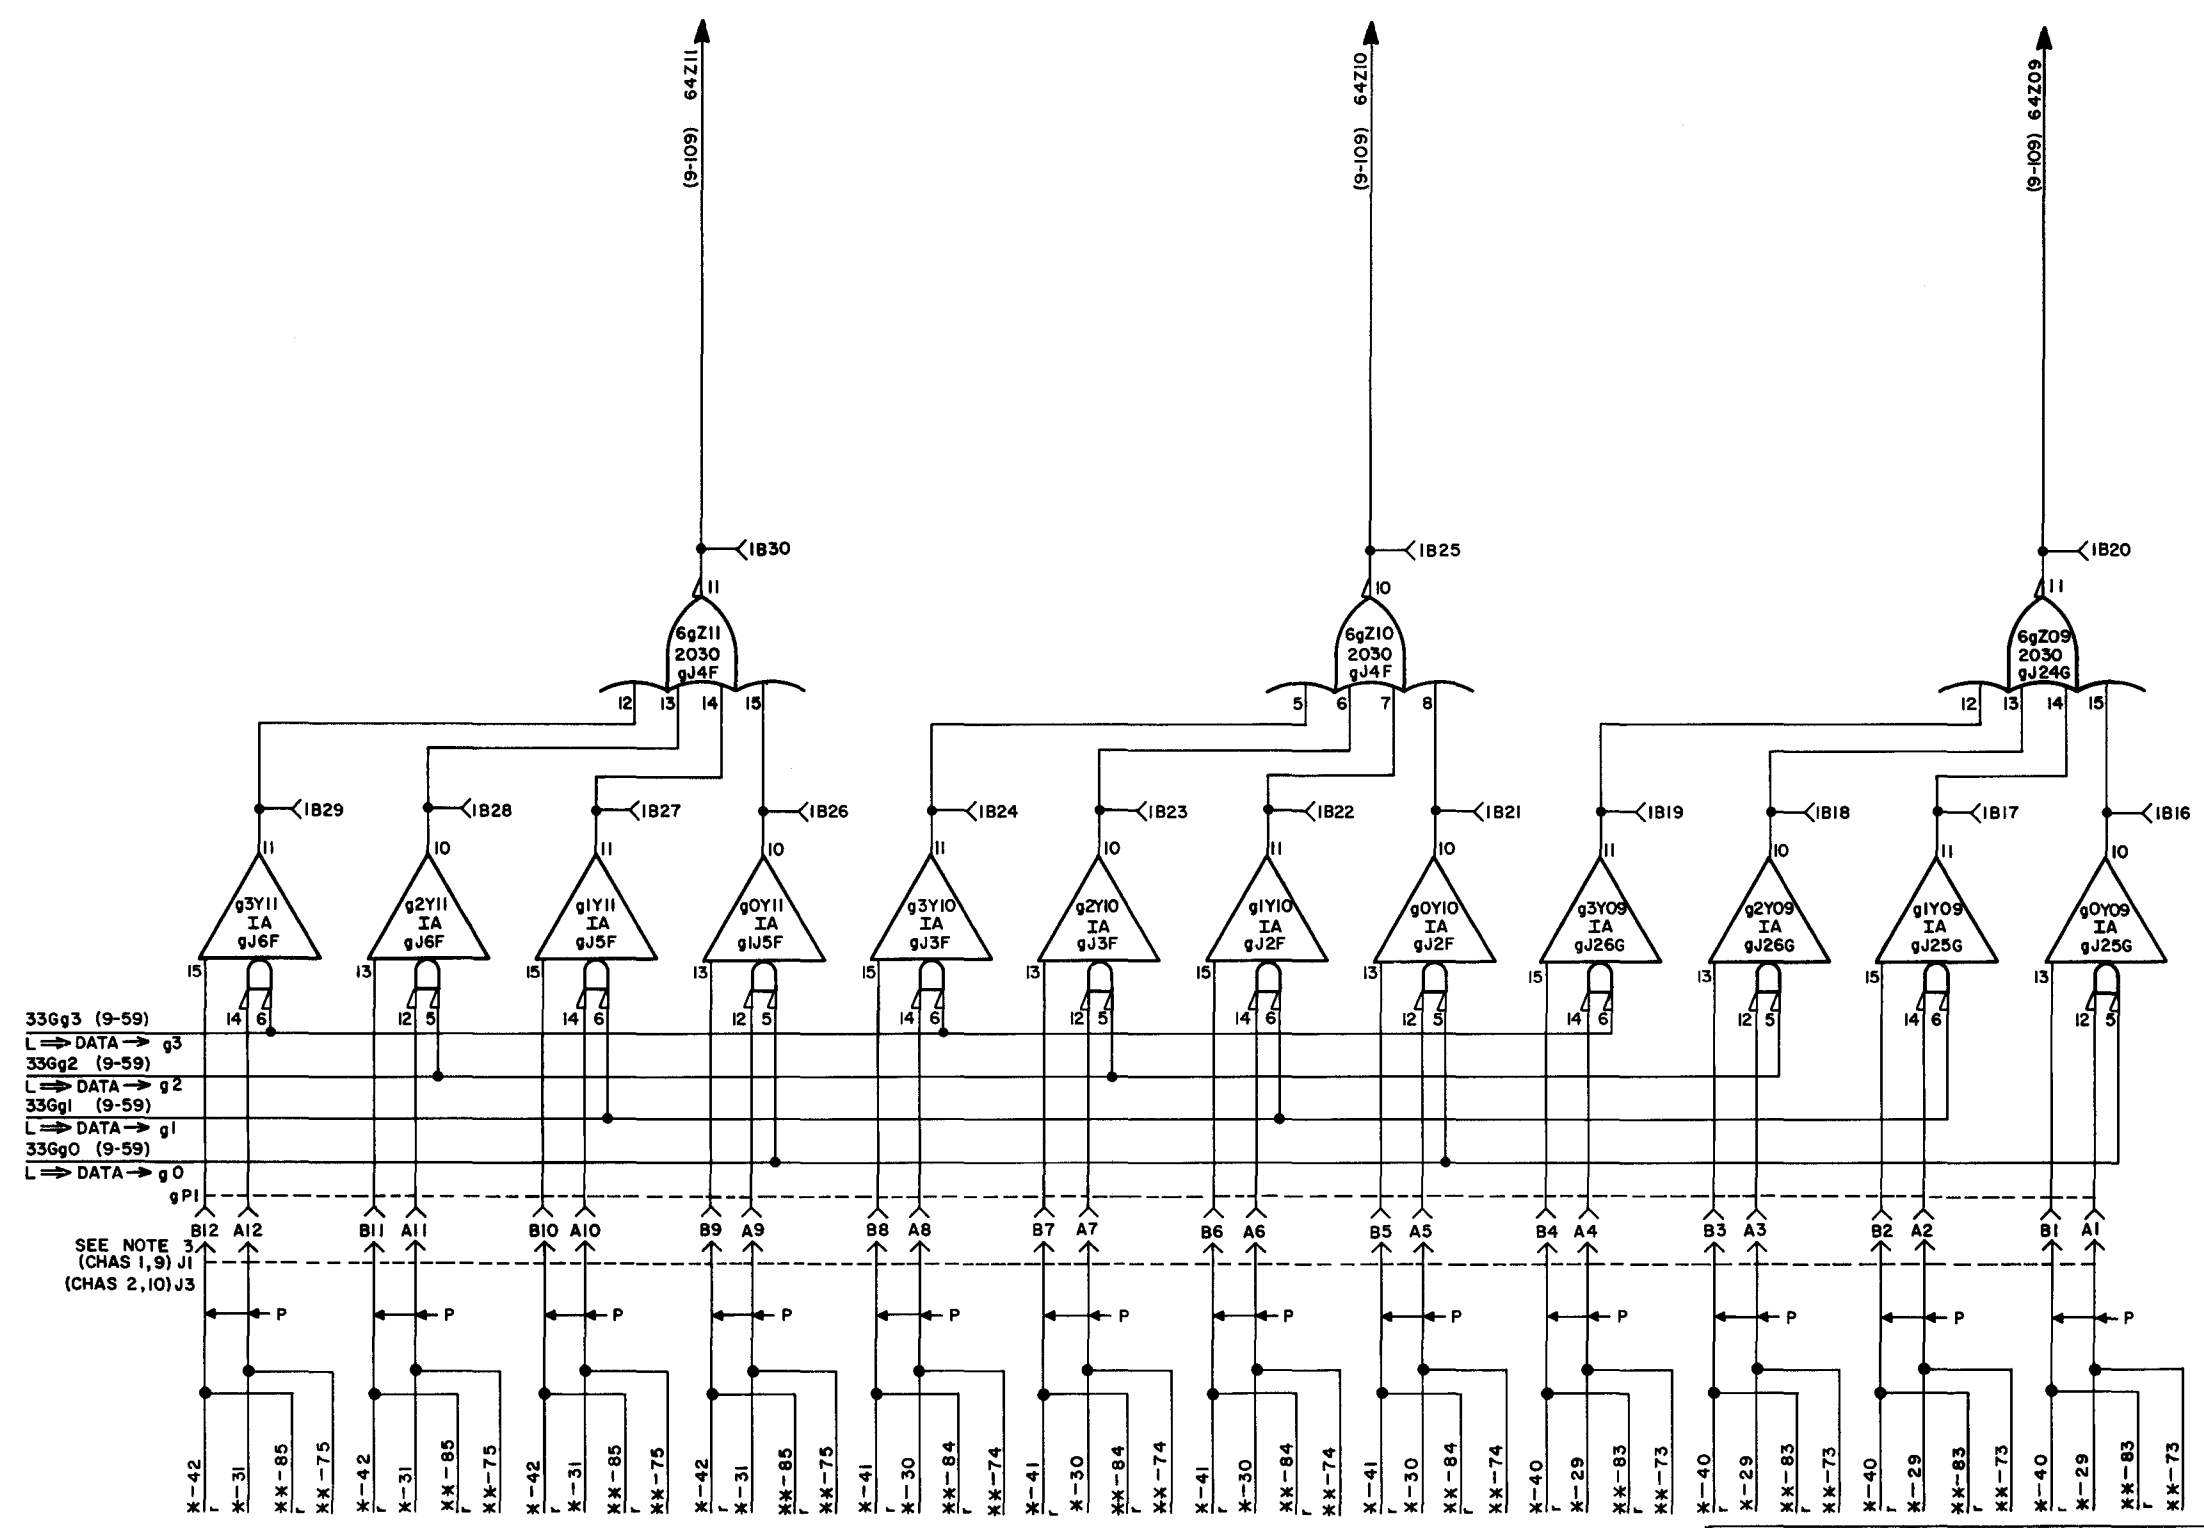 (9-109) 64Z11
(9-109) 64Z10
(9-109) 64Z09
1B30
1B25
1B20
11
10
11
6gZ11
2030
gJ4F
6gZ10
2030
gJ4F
6gZ09
2030
gJ24G
12 13 14 15
5 6 7 8
12 13 14 15
1B29 1B28 1B27 1B26 1B24 1B23 1B22 1B21 1B19 1B18 1B17 1B16
11 10 11 10 11 10 11 10 11 10 11 10
g3Y11 g2Y11 g1Y11 g0Y11 g3Y10 g2Y10 g1Y10 g0Y10 g3Y09 g2Y09 g1Y09 g0Y09
IA IA IA IA IA IA IA IA IA IA IA IA
gJ6F gJ6F gJ5F g1J5F gJ3F gJ3F gJ2F gJ2F gJ26G gJ26G gJ25G gJ25G
15 13 15 13 15 13 15 13 15 13 15 13
14 6 12 5 14 6 12 5 14 6 12 5 14 6 12 5 14 6 12 5 14 6 12 5
33Gg3 (9-59)
L ⇒ DATA → g3
33Gg2 (9-59)
L ⇒ DATA → g2
33Gg1 (9-59)
L ⇒ DATA → g1
33Gg0 (9-59)
L ⇒ DATA → g0
gP1
B12 A12 B11 A11 B10 A10 B9 A9 B8 A8 B7 A7 B6 A6 B5 A5 B4 A4 B3 A3 B2 A2 B1 A1
SEE NOTE 3
(CHAS 1,9) J1
(CHAS 2,10) J3
P P P P P P P P P P P P
*-42 r *-31 **-85 r **-75
*-42 r *-31 **-85 r **-75
*-42 r *-31 **-85 r **-75
*-42 r *-31 **-85 r **-75
*-41 r *-30 **-84 r **-74
*-41 r *-30 **-84 r **-74
*-41 r *-30 **-84 r **-74
*-41 r *-30 **-84 r **-74
*-40 r *-29 **-83 r **-73
*-40 r *-29 **-83 r **-73
*-40 r *-29 **-83 r **-73
*-40 r *-29 **-83 r **-73